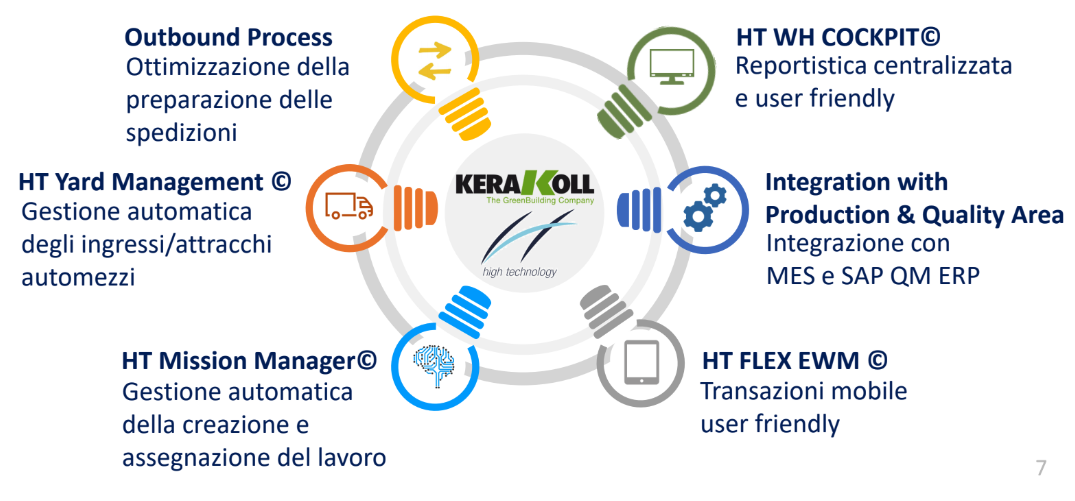 Outbound Process
Ottimizzazione della
preparazione delle
spedizioni
HT WH COCKPIT©
Reportistica centralizzata
e user friendly
HT Yard Management ©
Gestione automatica
degli ingressi/attracchi
automezzi
KERAKOLL
The GreenBuilding Company
high technology
Integration with
Production & Quality Area
Integrazione con
MES e SAP QM ERP
HT Mission Manager©
Gestione automatica
della creazione e
assegnazione del lavoro
HT FLEX EWM ©
Transazioni mobile
user friendly
7